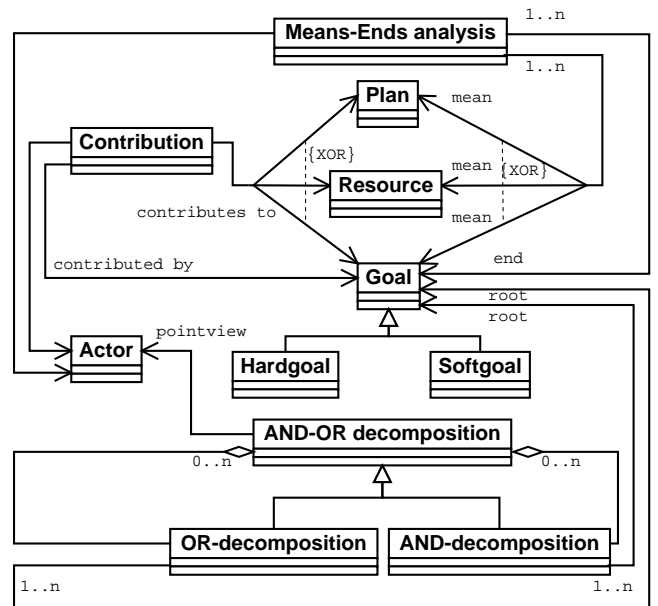 1..n
Means-Ends analysis
1..n
Plan
mean
Contribution
{XOR}
mean
{XOR}
Resource
contributes to
mean
contributed by
end
Goal
root
root
pointview
Actor
Hardgoal
Softgoal
AND-OR decomposition
0..n
0..n
OR-decomposition
AND-decomposition
1..n
1..n